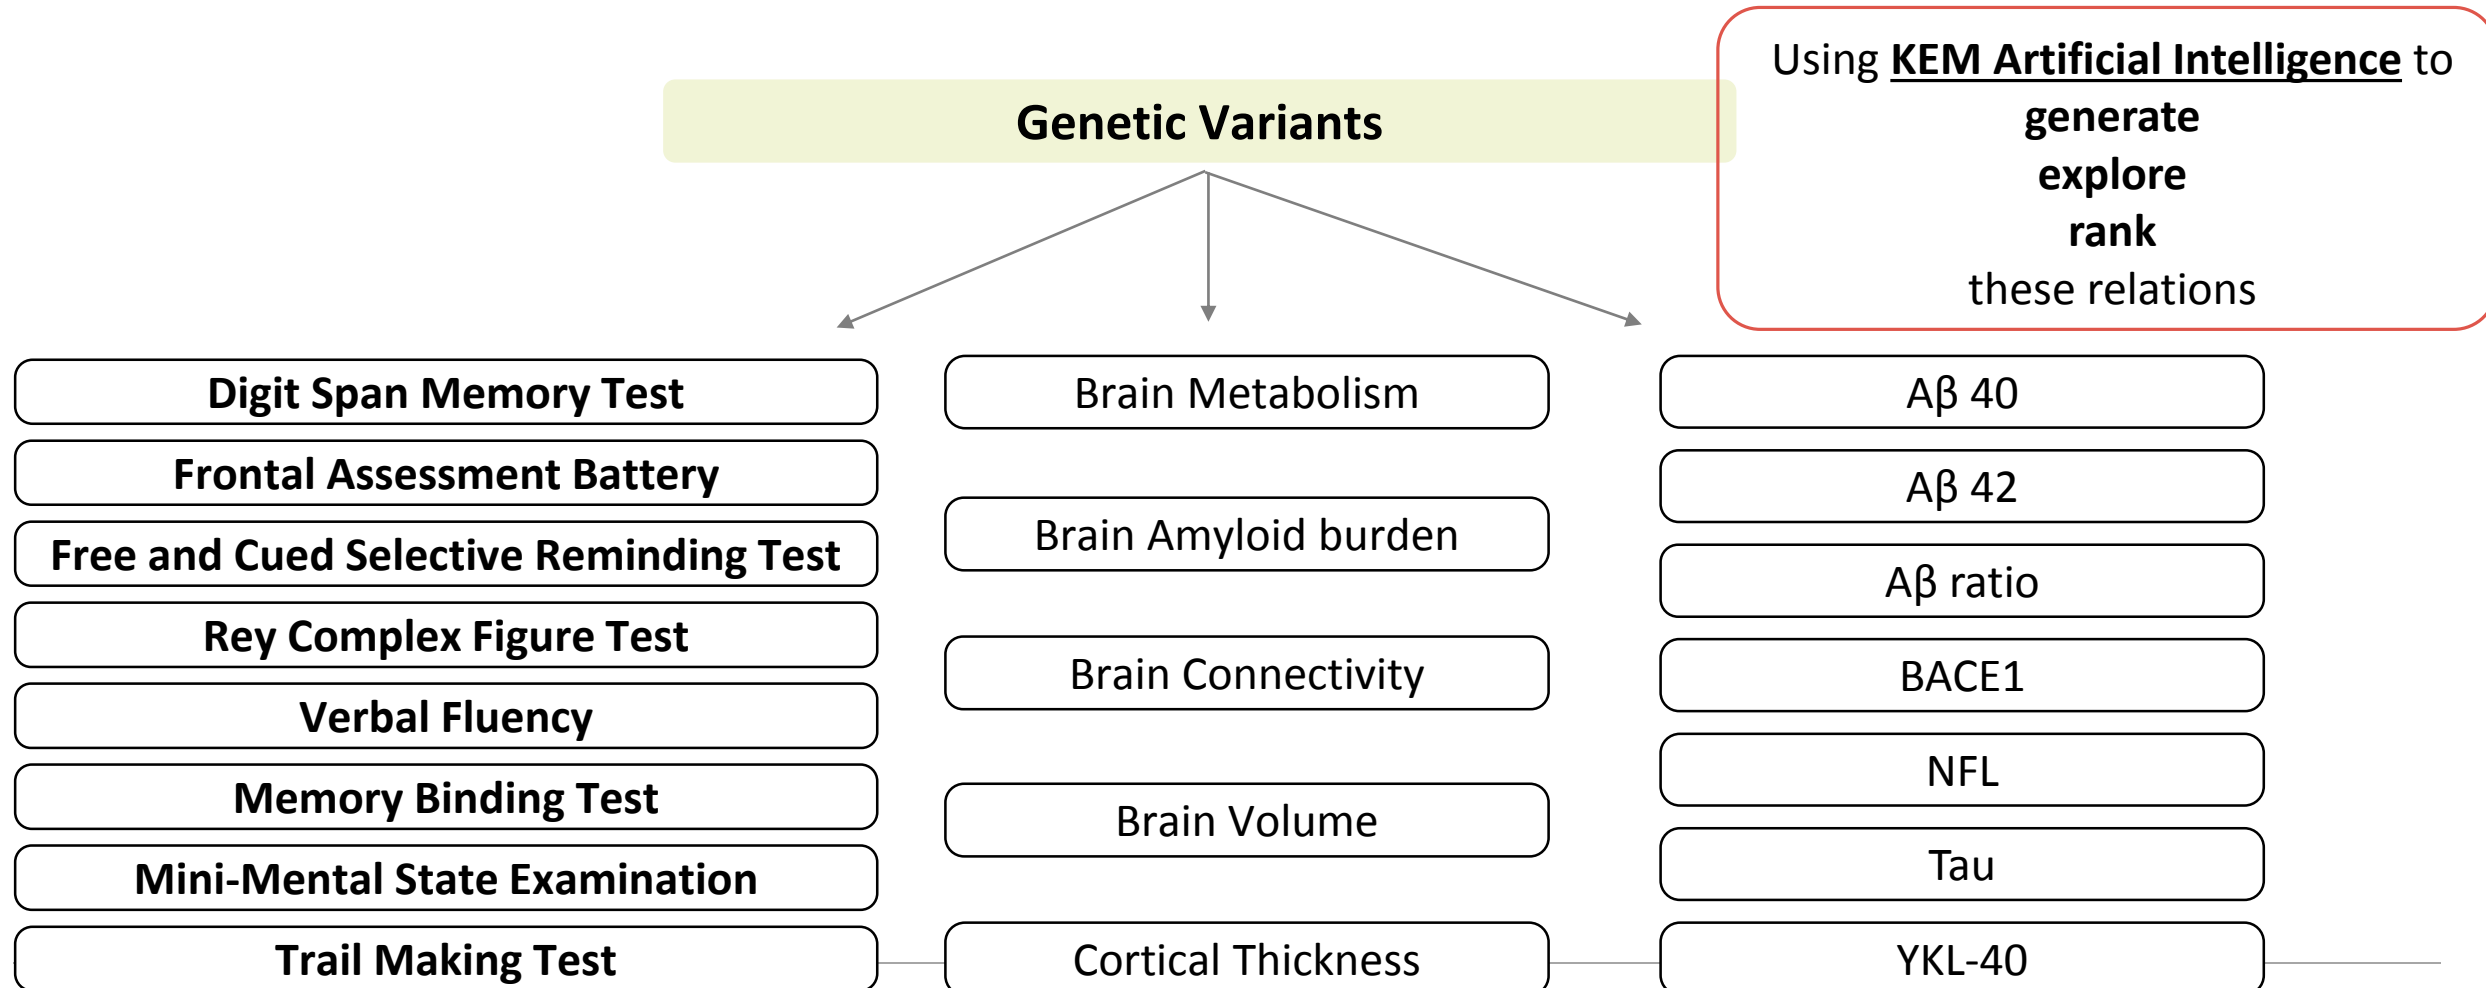 Using KEM Artificial Intelligence to
generate
explore
rank
these relations
Genetic Variants
Digit Span Memory Test
Frontal Assessment Battery
Free and Cued Selective Reminding Test
Rey Complex Figure Test
Verbal Fluency
Memory Binding Test
Mini-Mental State Examination
Trail Making Test
Brain Metabolism
Brain Amyloid burden
Brain Connectivity
Brain Volume
Cortical Thickness
Aβ 40
Aβ 42
Aβ ratio
BACE1
NFL
Tau
YKL-40